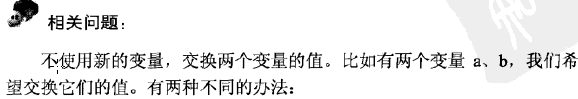 相关问题：
不使用新的变量，交换两个变量的值。比如有两个变量 a、b，我们希
望交换它们的值。有两种不同的办法：